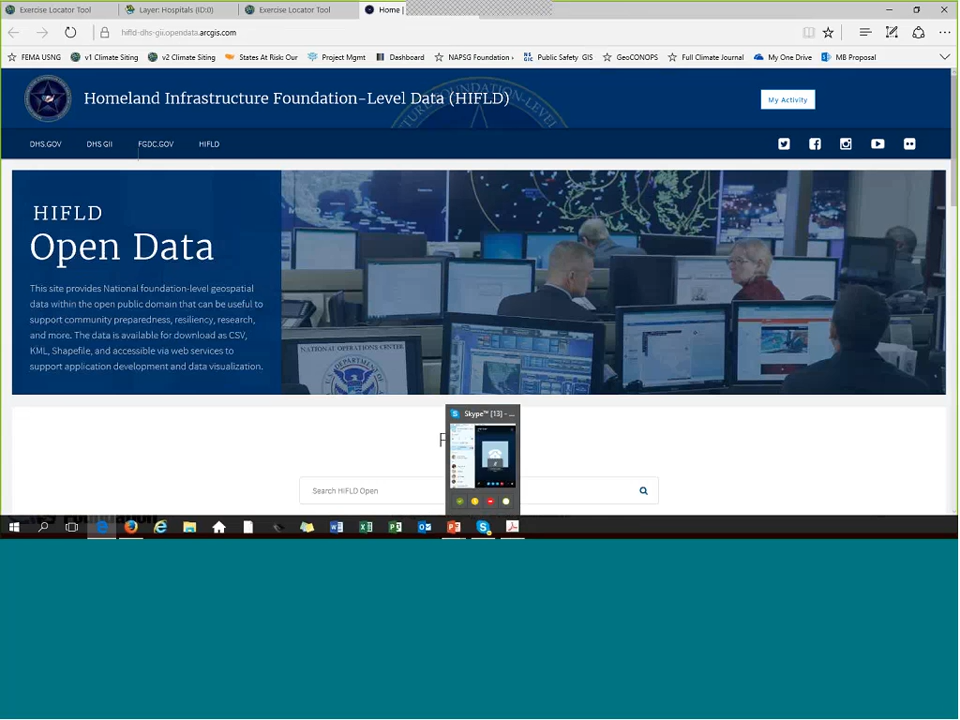 Exercise Locator Tool
Layer: Hospitals (ID:0)
Exercise Locator Tool
Home |
hifld-dhs-gii.opendata.arcgis.com
FEMA USNG
v1 Climate Siting
v2 Climate Siting
States At Risk: Our
Project Mgmt
Dashboard
NAPSG Foundation
Public Safety GIS
GeoCONOPS
Full Climate Journal
My One Drive
MB Proposal
Homeland Infrastructure Foundation-Level Data (HIFLD)
My Activity
DHS.GOV
DHS GII
FGDC.GOV
HIFLD
HIFLD
Open Data
This site provides National foundation-level geospatial
data within the open public domain that can be useful to
support community preparedness, resiliency, research,
and more. The data is available for download as CSV,
KML, Shapefile, and accessible via web services to
support application development and data visualization.
NATIONAL OPERATIONS CENTER
Skype™ [13] - ...
F
Search HIFLD Open